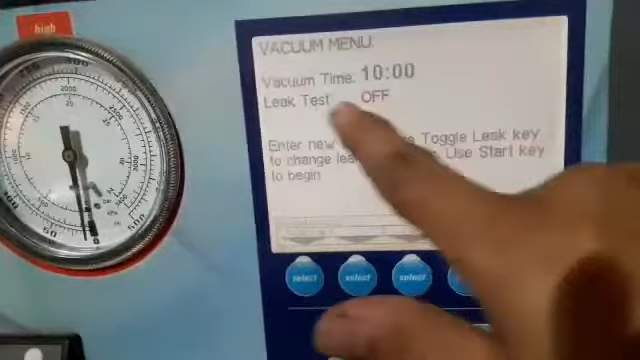 high
VACUUM MENU:
Vacuum Time: 10:00
Leak Test OFF
Enter new Toggle Leak key
to change Use Start key
to begin
select select select